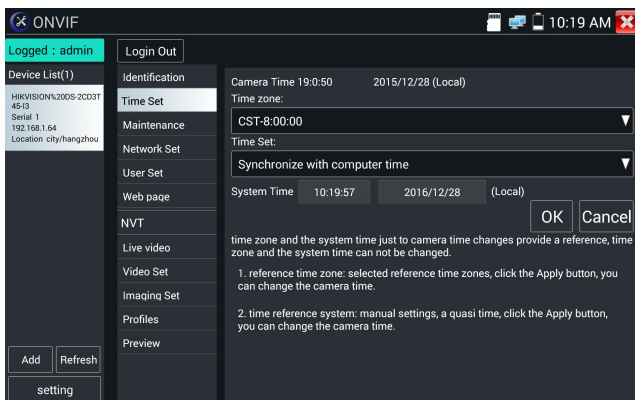 ONVIF
10:19 AM
Logged : admin
Login Out
Device List(1)
HIKVISION%20DS-2CD3T
45-I3
Serial 1
192.168.1.64
Location city/hangzhou
Identification
Time Set
Maintenance
Network Set
User Set
Web page
NVT
Live video
Video Set
Imaging Set
Profiles
Preview
Camera Time 19:0:50 2015/12/28 (Local)
Time zone:
CST-8:00:00
Time Set:
Synchronize with computer time
System Time 10:19:57 2016/12/28 (Local)
OK Cancel
time zone and the system time just to camera time changes provide a reference, time
zone and the system time can not be changed.
1. reference time zone: selected reference time zones, click the Apply button, you
can change the camera time.
2. time reference system: manual settings, a quasi time, click the Apply button,
you can change the camera time.
Add Refresh
setting